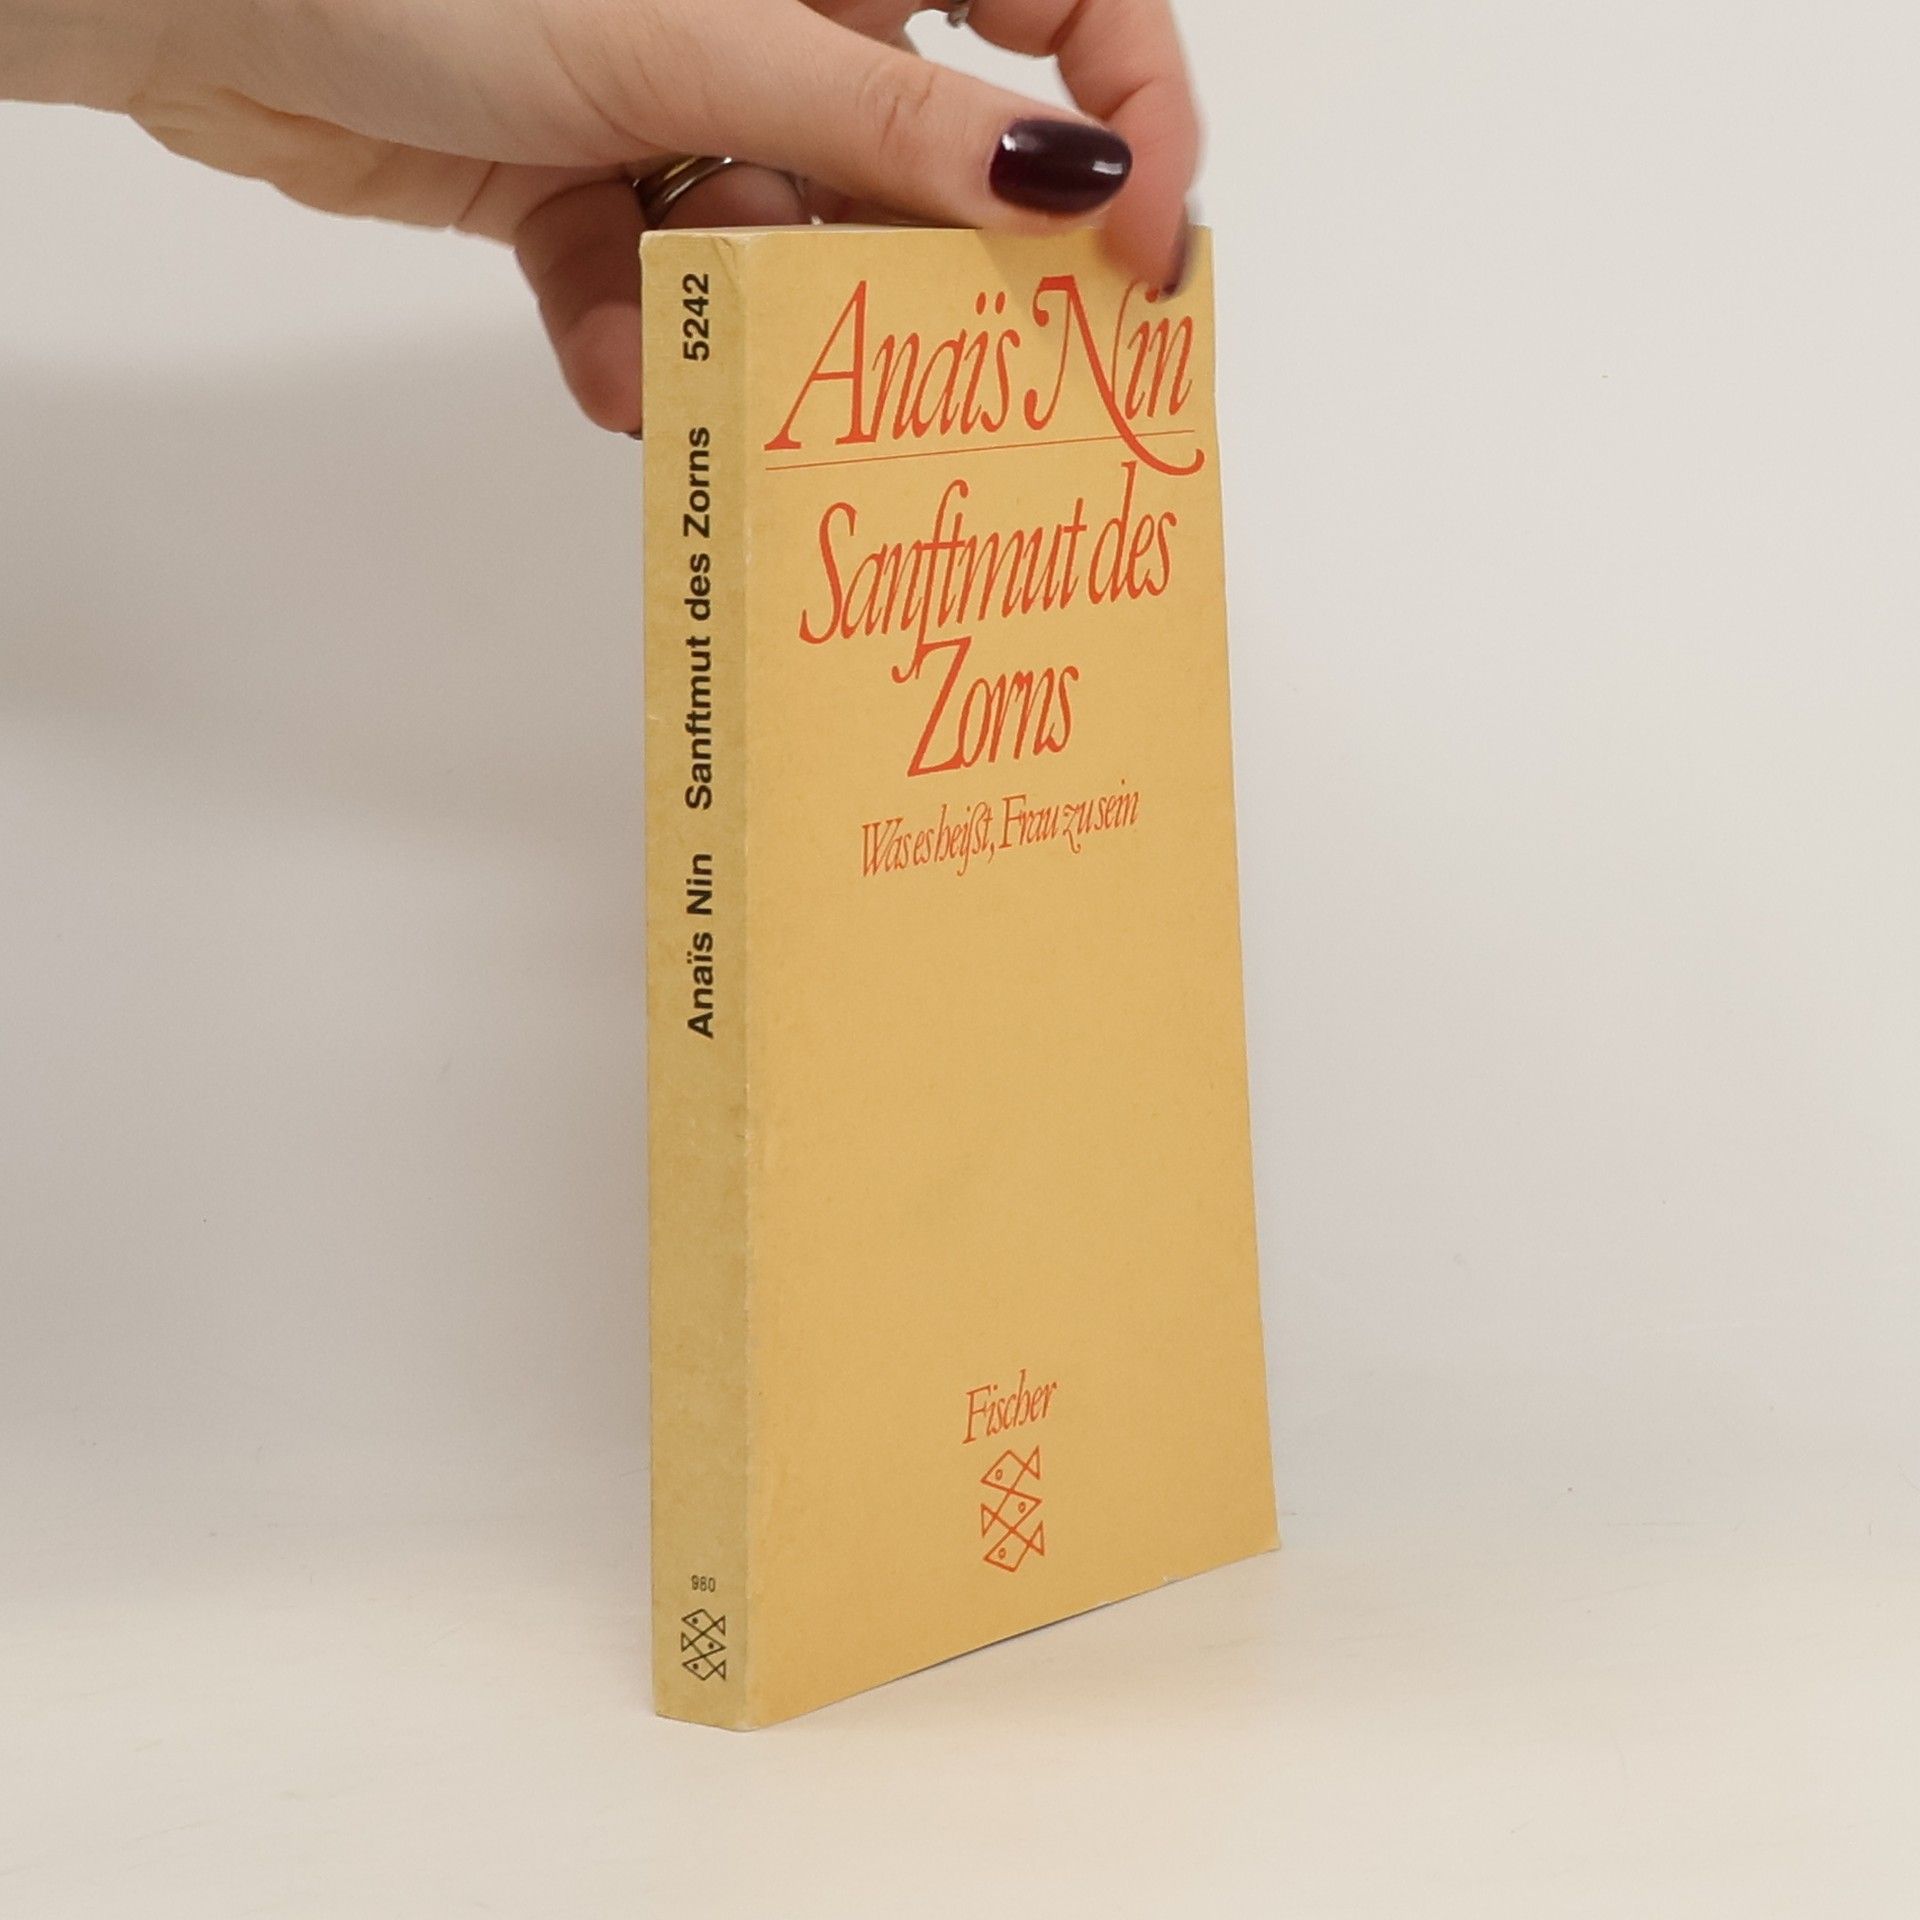 Anaïs Nin
Sanftmut des
Zorns
Was es heißt, Frau zu sein
Fischer
Anaïs Nin Sanftmut des Zorns 5242
980